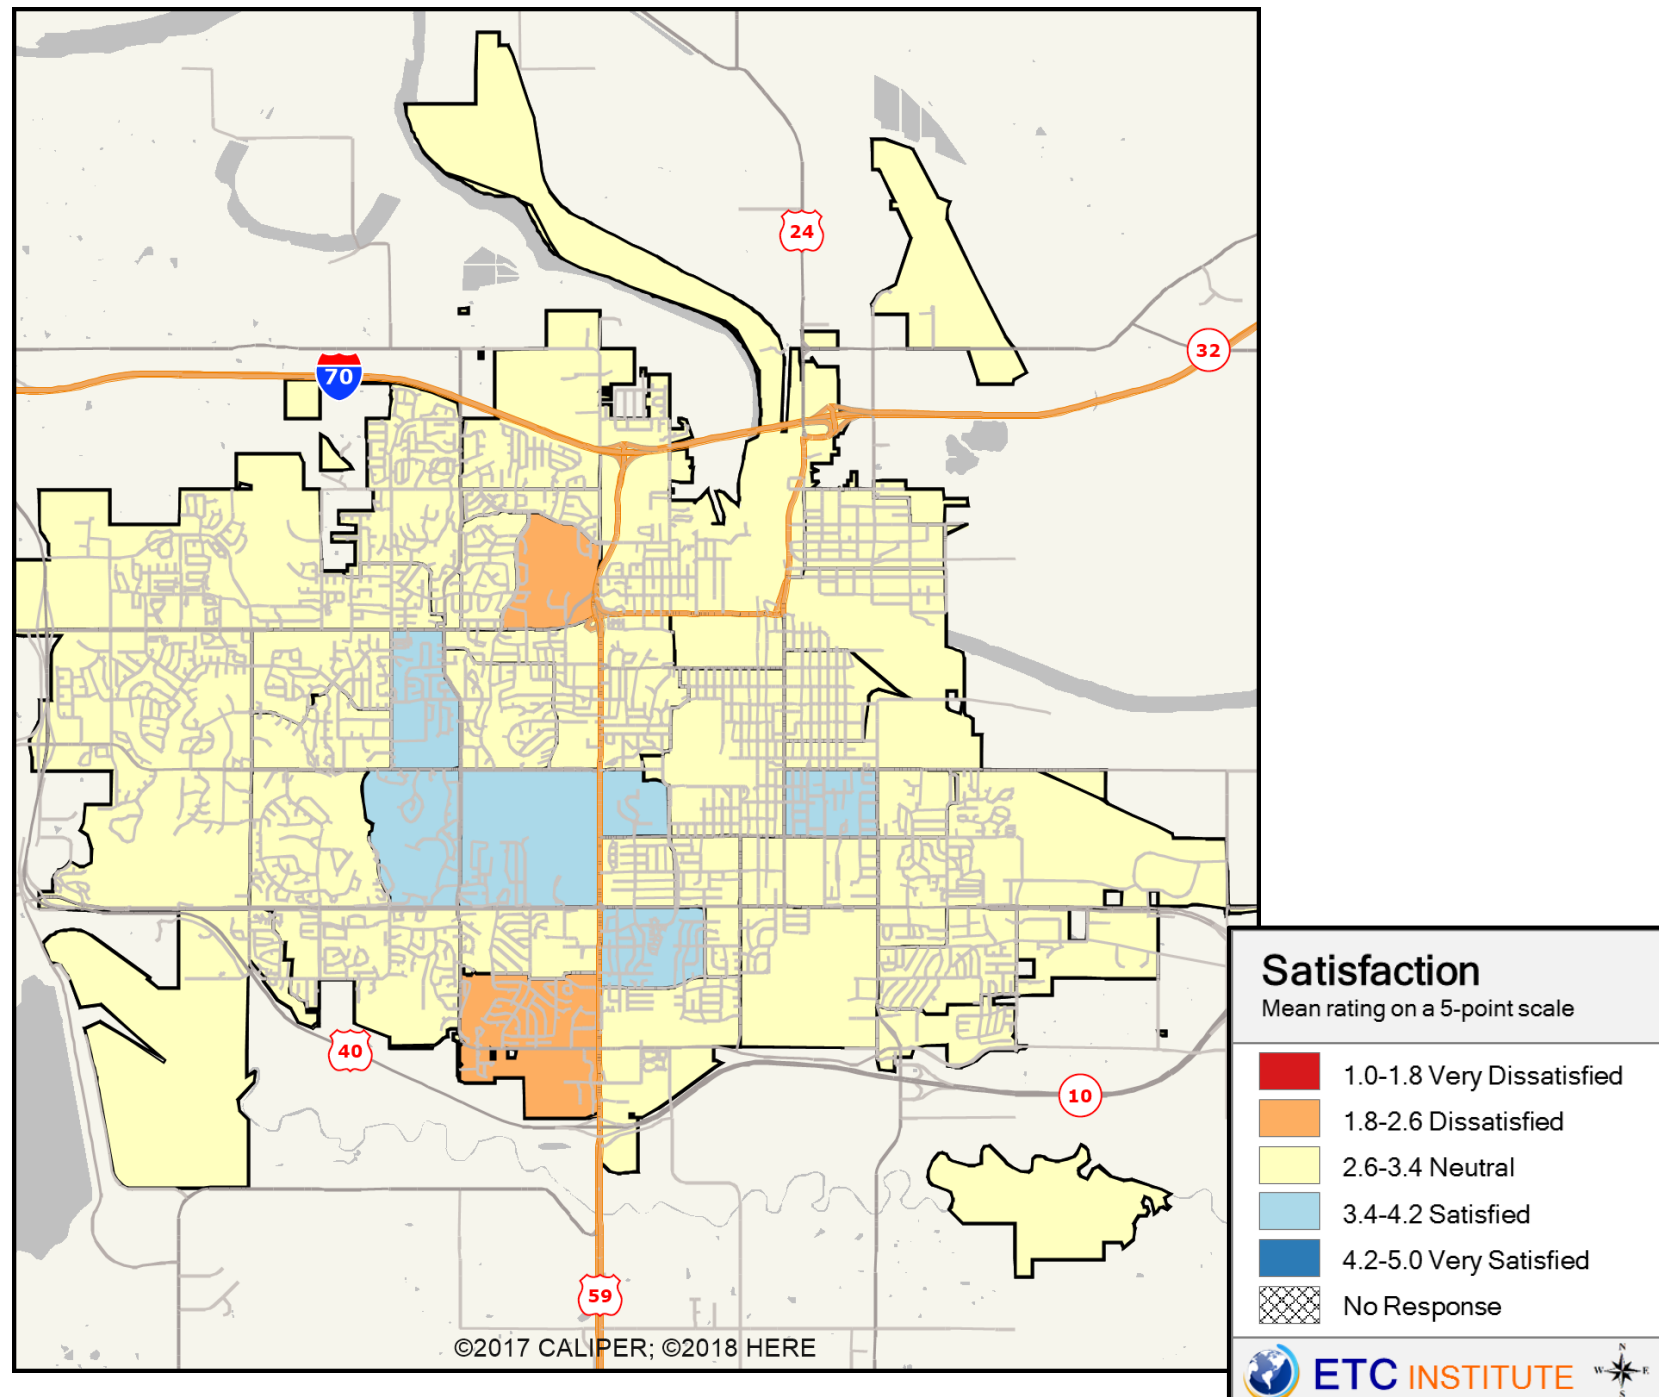 24
32
70
40
10
59
©2017 CALIPER; ©2018 HERE
Satisfaction
Mean rating on a 5-point scale
1.0-1.8 Very Dissatisfied
1.8-2.6 Dissatisfied
2.6-3.4 Neutral
3.4-4.2 Satisfied
4.2-5.0 Very Satisfied
No Response
ETC INSTITUTE
N
W E
S